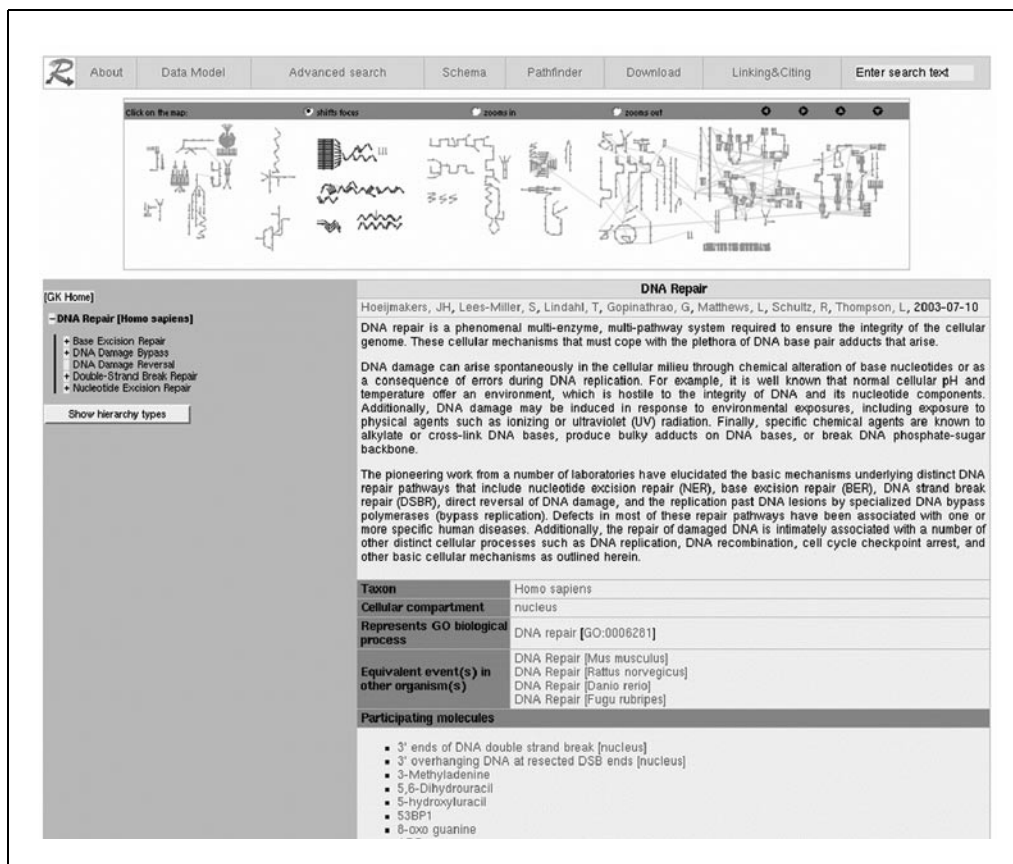 R About Data Model Advanced search Schema Pathfinder Download Linking&Citing Enter search text
Click on the map: shifts focus zooms in zooms out
[GK Home]
DNA Repair [Homo sapiens]
+ Base Excision Repair
+ DNA Damage Bypass
DNA Damage Reversal
+ Double-Strand Break Repair
+ Nucleotide Excision Repair
Show hierarchy types
DNA Repair
Hoeijmakers, JH, Lees-Miller, S, Lindahl, T, Gopinathrao, G, Matthews, L, Schultz, R, Thompson, L, 2003-07-10
DNA repair is a phenomenal multi-enzyme, multi-pathway system required to ensure the integrity of the cellular
genome. These cellular mechanisms that must cope with the plethora of DNA base pair adducts that arise.
DNA damage can arise spontaneously in the cellular milieu through chemical alteration of base nucleotides or as
a consequence of errors during DNA replication. For example, it is well known that normal cellular pH and
temperature offer an environment, which is hostile to the integrity of DNA and its nucleotide components.
Additionally, DNA damage may be induced in response to environmental exposures, including exposure to
physical agents such as ionizing or ultraviolet (UV) radiation. Finally, specific chemical agents are known to
alkylate or cross-link DNA bases, produce bulky adducts on DNA bases, or break DNA phosphate-sugar
backbone.
The pioneering work from a number of laboratories have elucidated the basic mechanisms underlying distinct DNA
repair pathways that include nucleotide excision repair (NER), base excision repair (BER), DNA strand break
repair (DSBR), direct reversal of DNA damage, and the replication past DNA lesions by specialized DNA bypass
polymerases (bypass replication). Defects in most of these repair pathways have been associated with one or
more specific human diseases. Additionally, the repair of damaged DNA is intimately associated with a number of
other distinct cellular processes such as DNA replication, DNA recombination, cell cycle checkpoint arrest, and
other basic cellular mechanisms as outlined herein.
Taxon Homo sapiens
Cellular compartment nucleus
Represents GO biological
process DNA repair [GO:0006281]
Equivalent event(s) in
other organism(s)
DNA Repair [Mus musculus]
DNA Repair [Rattus norvegicus]
DNA Repair [Danio rerio]
DNA Repair [Fugu rubripes]
Participating molecules
3' ends of DNA double strand break [nucleus]
3' overhanging DNA at resected DSB ends [nucleus]
3-Methyladenine
5,6-Dihydrouracil
5-hydroxyluracil
53BP1
8-oxo guanine